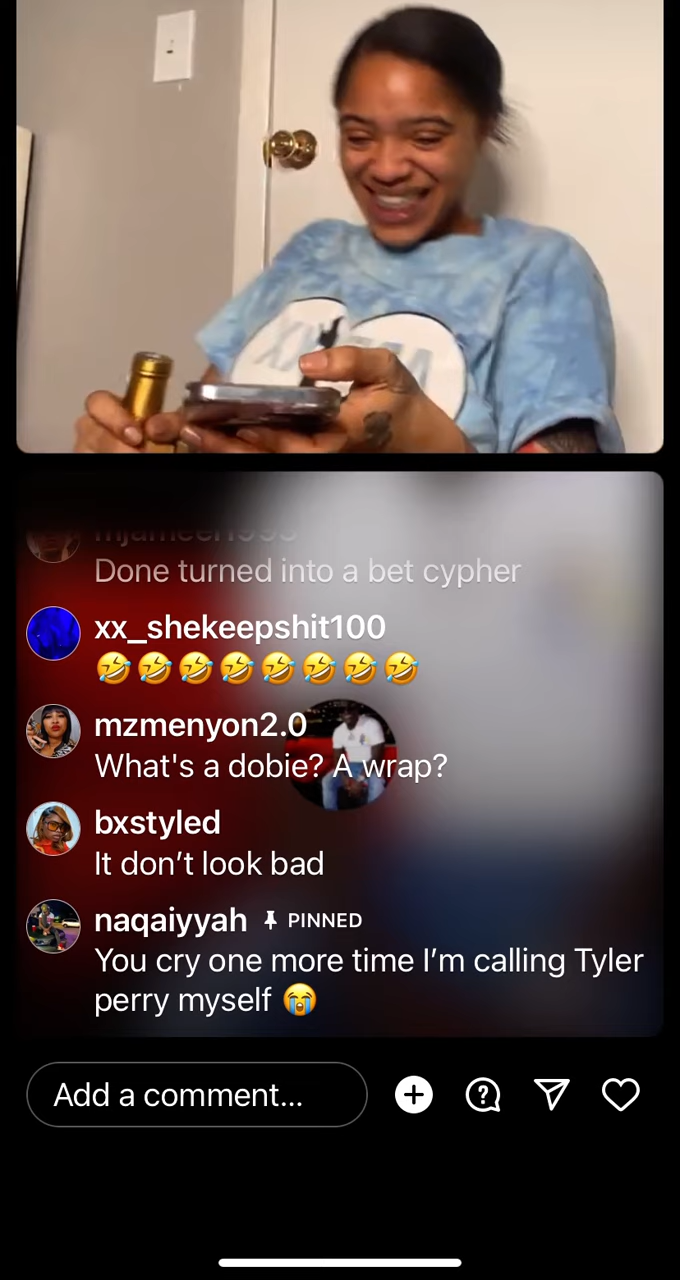 Done turned into a bet cypher
xx_shekeepshit100
🤣🤣🤣🤣🤣🤣🤣🤣
mzmenyon2.0
What's a dobie? A wrap?
bxstyled
It don’t look bad
naqaiyyah PINNED
You cry one more time I’m calling Tyler
perry myself 😭
Add a comment...